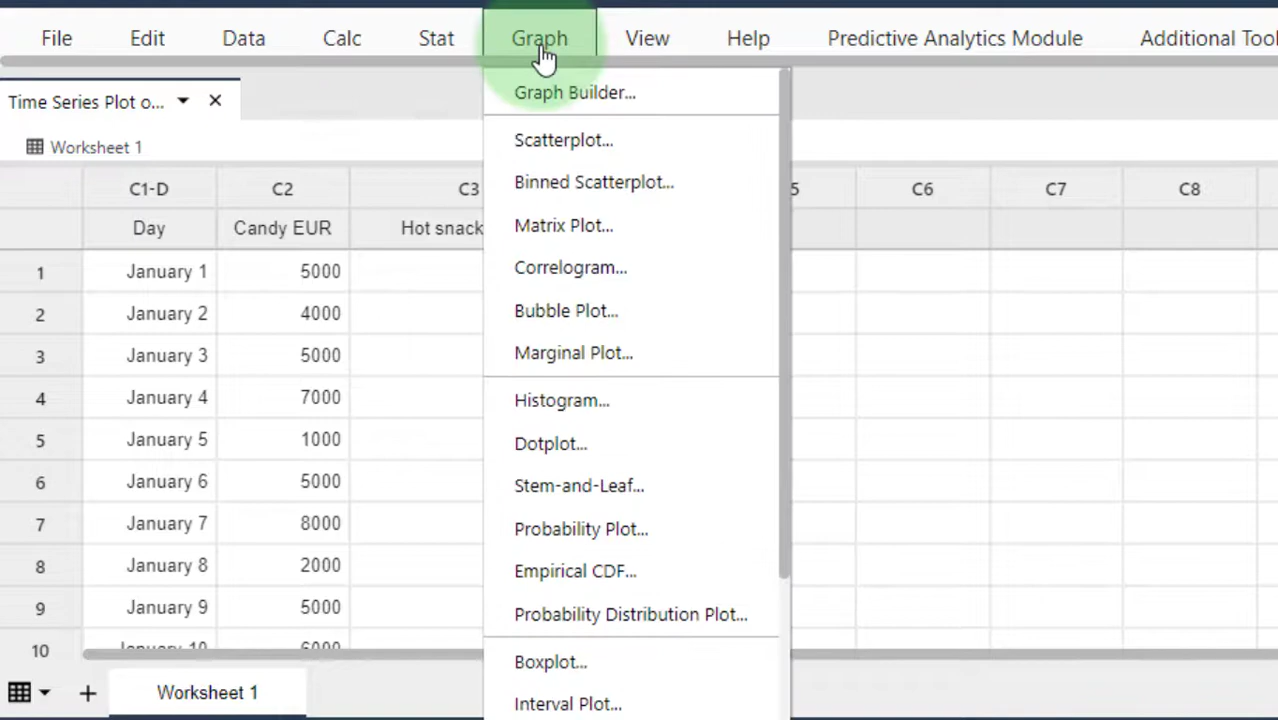 File Edit Data Calc Stat Graph View Help Predictive Analytics Module Additional Tool
Time Series Plot o...
Worksheet 1
C1-D C2 C3 5 C6 C7 C8
Day Candy EUR Hot snack
1 January 1 5000
2 January 2 4000
3 January 3 5000
4 January 4 7000
5 January 5 1000
6 January 6 5000
7 January 7 8000
8 January 8 2000
9 January 9 5000
10 January 10 6000
Worksheet 1
Graph Builder...
Scatterplot...
Binned Scatterplot...
Matrix Plot...
Correlogram...
Bubble Plot...
Marginal Plot...
Histogram...
Dotplot...
Stem-and-Leaf...
Probability Plot...
Empirical CDF...
Probability Distribution Plot...
Boxplot...
Interval Plot...